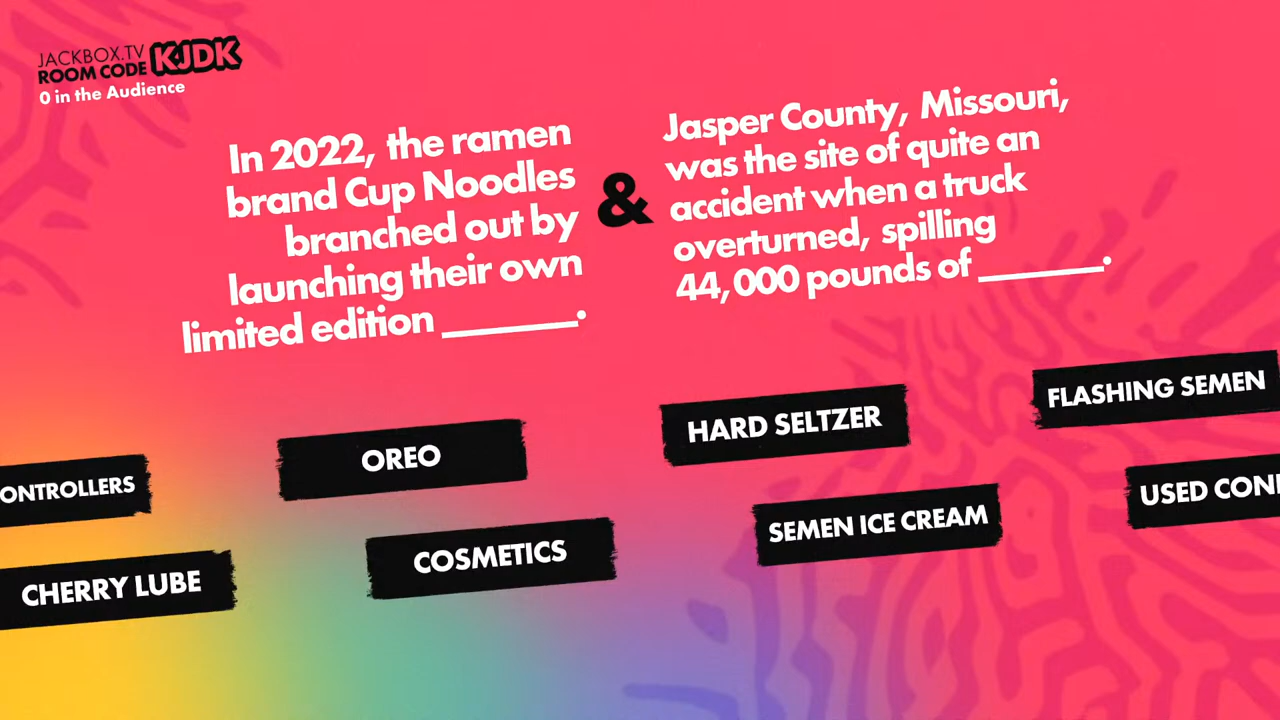 JACKBOX.TV
ROOM CODE KJDK
0 in the Audience
In 2022, the ramen
brand Cup Noodles
branched out by
launching their own
limited edition _______.
&
Jasper County, Missouri,
was the site of quite an
accident when a truck
overturned, spilling
44,000 pounds of _______.
ONTROLLERS
OREO
HARD SELTZER
FLASHING SEMEN
CHERRY LUBE
COSMETICS
SEMEN ICE CREAM
USED CON